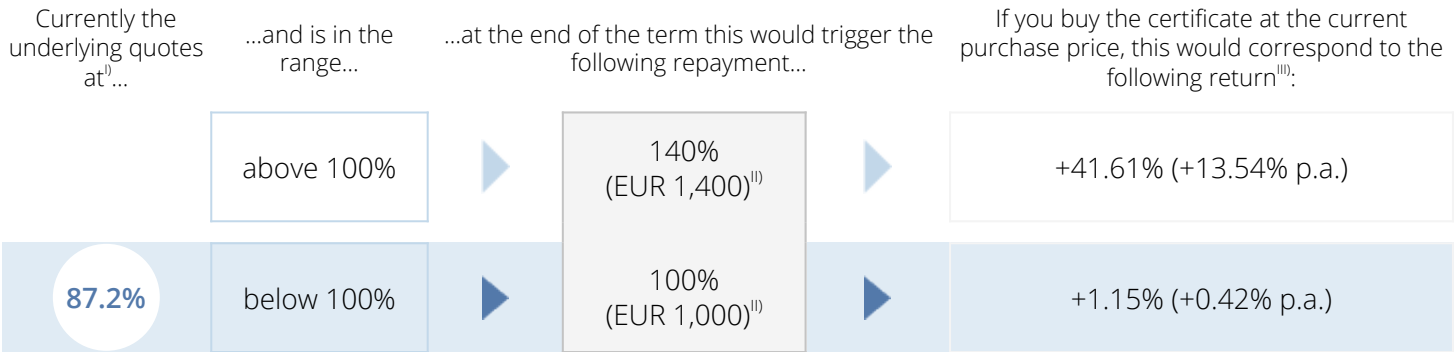 Currently the
underlying quotes
at^I)...
...and is in the
range...
...at the end of the term this would trigger the
following repayment...
If you buy the certificate at the current
purchase price, this would correspond to the
following return^III):
above 100%
140%
(EUR 1,400)^II)
+41.61% (+13.54% p.a.)
87.2%
below 100%
100%
(EUR 1,000)^II)
+1.15% (+0.42% p.a.)